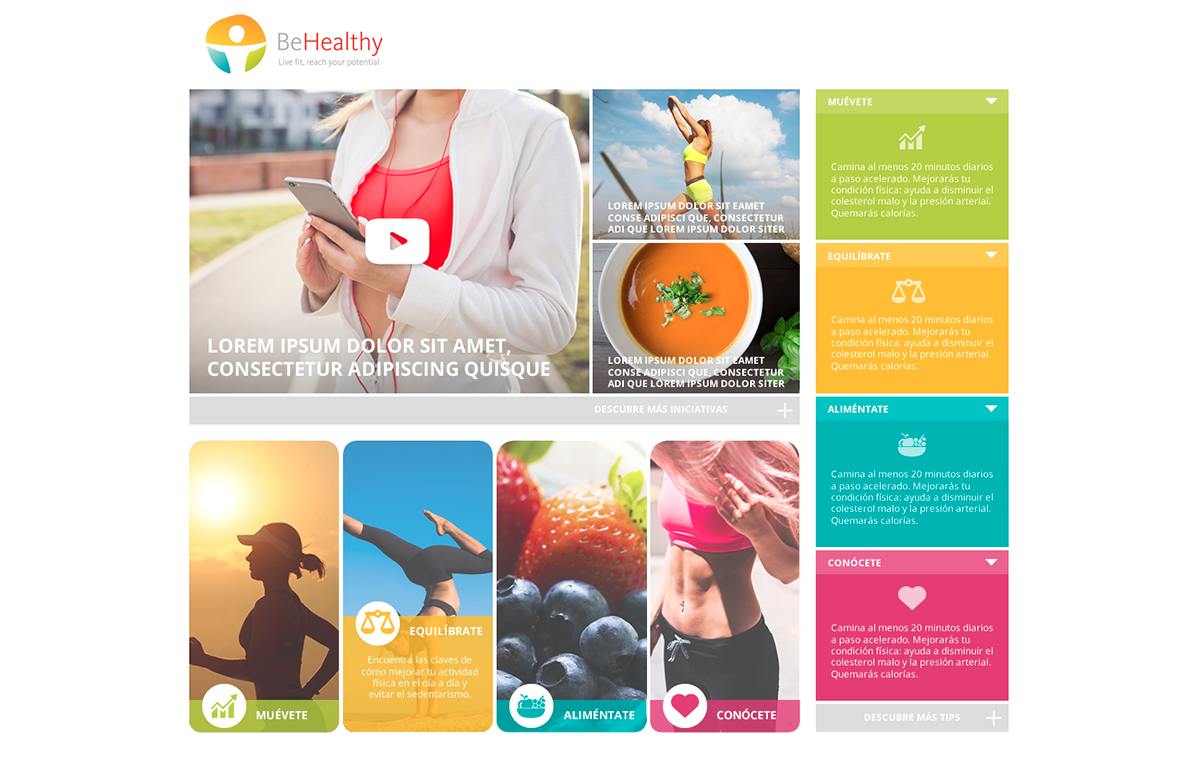 BeHealthy
Live fit, reach your potential
LOREM IPSUM DOLOR SIT AMET,
CONSECTETUR ADIPISCING QUISQUE
LOREM IPSUM DOLOR SIT EAMET
CONSE ADIPISCI QUE, CONSECTETUR
ADI QUE LOREM IPSUM DOLOR SITER
LOREM IPSUM DOLOR SIT EAMET
CONSE ADIPISCI QUE, CONSECTETUR
ADI QUE LOREM IPSUM DOLOR SITER
DESCUBRE MÁS INICIATIVAS
MUÉVETE
EQUILÍBRATE
Encuentra las claves de
cómo mejorar tu actividad
física en el día a día y
evitar el sedentarismo.
ALIMÉNTATE
CONÓCETE
MUÉVETE
Camina al menos 20 minutos diarios
a paso acelerado. Mejorarás tu
condición física: ayuda a disminuir el
colesterol malo y la presión arterial.
Quemarás calorías.
EQUILÍBRATE
Camina al menos 20 minutos diarios
a paso acelerado. Mejorarás tu
condición física: ayuda a disminuir el
colesterol malo y la presión arterial.
Quemarás calorías.
ALIMÉNTATE
Camina al menos 20 minutos diarios
a paso acelerado. Mejorarás tu
condición física: ayuda a disminuir el
colesterol malo y la presión arterial.
Quemarás calorías.
CONÓCETE
Camina al menos 20 minutos diarios
a paso acelerado. Mejorarás tu
condición física: ayuda a disminuir el
colesterol malo y la presión arterial.
Quemarás calorías.
DESCUBRE MÁS TIPS